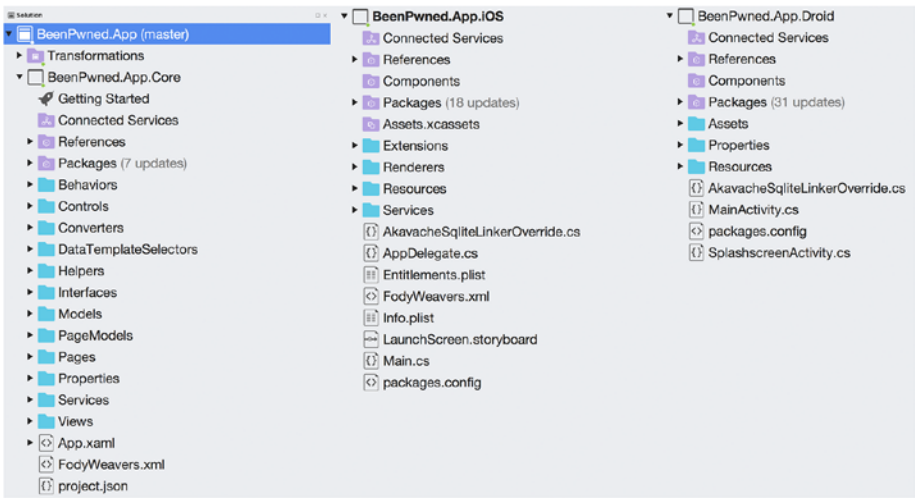 Solution
BeenPwned.App (master)
Transformations
BeenPwned.App.Core
Getting Started
Connected Services
References
Packages (7 updates)
Behaviors
Controls
Converters
DataTemplateSelectors
Helpers
Interfaces
Models
PageModels
Pages
Properties
Services
Views
App.xaml
FodyWeavers.xml
project.json
BeenPwned.App.iOS
Connected Services
References
Components
Packages (18 updates)
Assets.xcassets
Extensions
Renderers
Resources
Services
AkavacheSqliteLinkerOverride.cs
AppDelegate.cs
Entitlements.plist
FodyWeavers.xml
Info.plist
LaunchScreen.storyboard
Main.cs
packages.config
BeenPwned.App.Droid
Connected Services
References
Components
Packages (31 updates)
Assets
Properties
Resources
AkavacheSqliteLinkerOverride.cs
MainActivity.cs
packages.config
SplashscreenActivity.cs